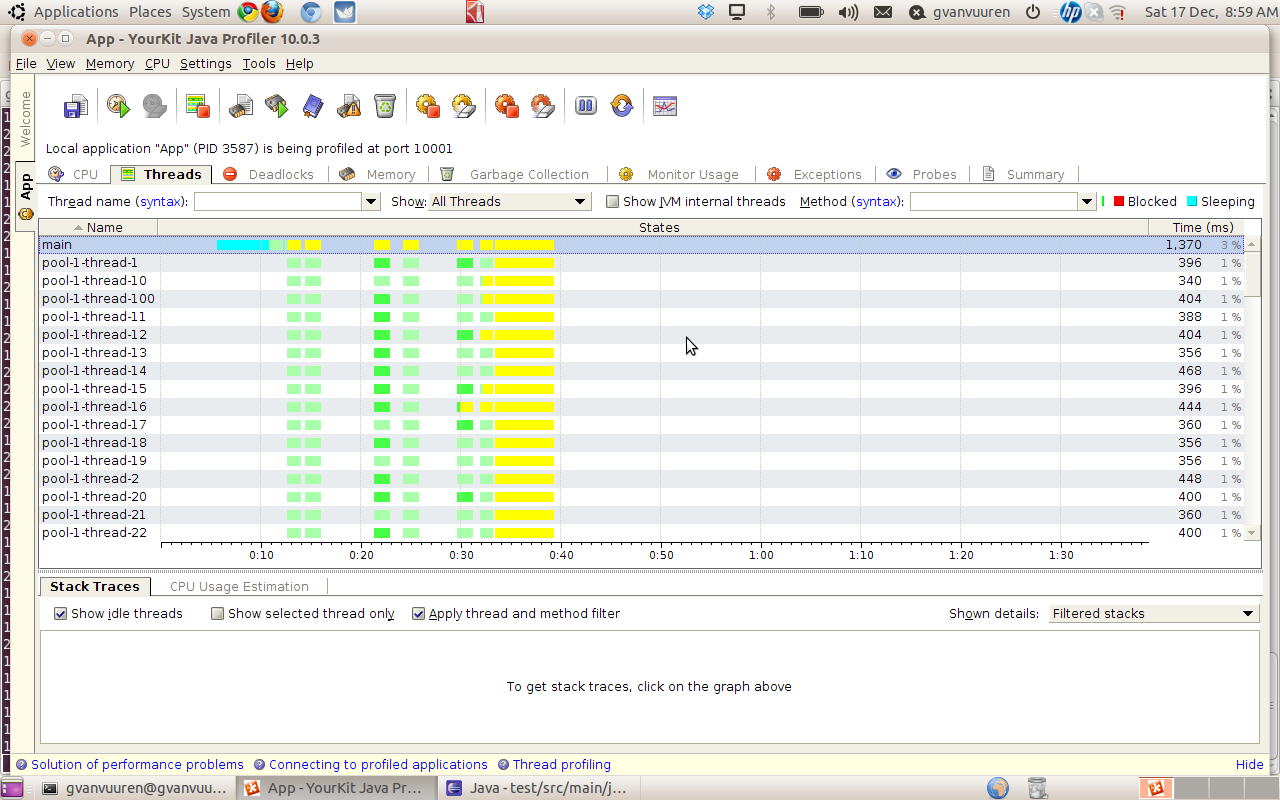 Applications Places System gvanvuuren Sat 17 Dec, 8:59 AM
App - YourKit Java Profiler 10.0.3
File View Memory CPU Settings Tools Help
Welcome
App
Local application "App" (PID 3587) is being profiled at port 10001
CPU Threads Deadlocks Memory Garbage Collection Monitor Usage Exceptions Probes Summary
Thread name (syntax): Show: All Threads Show JVM internal threads Method (syntax): Blocked Sleeping
Name States Time (ms)
main 1,370 3 %
pool-1-thread-1 396 1 %
pool-1-thread-10 340 1 %
pool-1-thread-100 404 1 %
pool-1-thread-11 388 1 %
pool-1-thread-12 404 1 %
pool-1-thread-13 356 1 %
pool-1-thread-14 468 1 %
pool-1-thread-15 396 1 %
pool-1-thread-16 444 1 %
pool-1-thread-17 360 1 %
pool-1-thread-18 356 1 %
pool-1-thread-19 356 1 %
pool-1-thread-2 448 1 %
pool-1-thread-20 400 1 %
pool-1-thread-21 360 1 %
pool-1-thread-22 400 1 %
0:10 0:20 0:30 0:40 0:50 1:00 1:10 1:20 1:30
Stack Traces CPU Usage Estimation
Show idle threads Show selected thread only Apply thread and method filter Shown details: Filtered stacks
To get stack traces, click on the graph above
Solution of performance problems Connecting to profiled applications Thread profiling Hide
gvanvuuren@gvanvuu... App - YourKit Java Pr... Java - test/src/main/j...